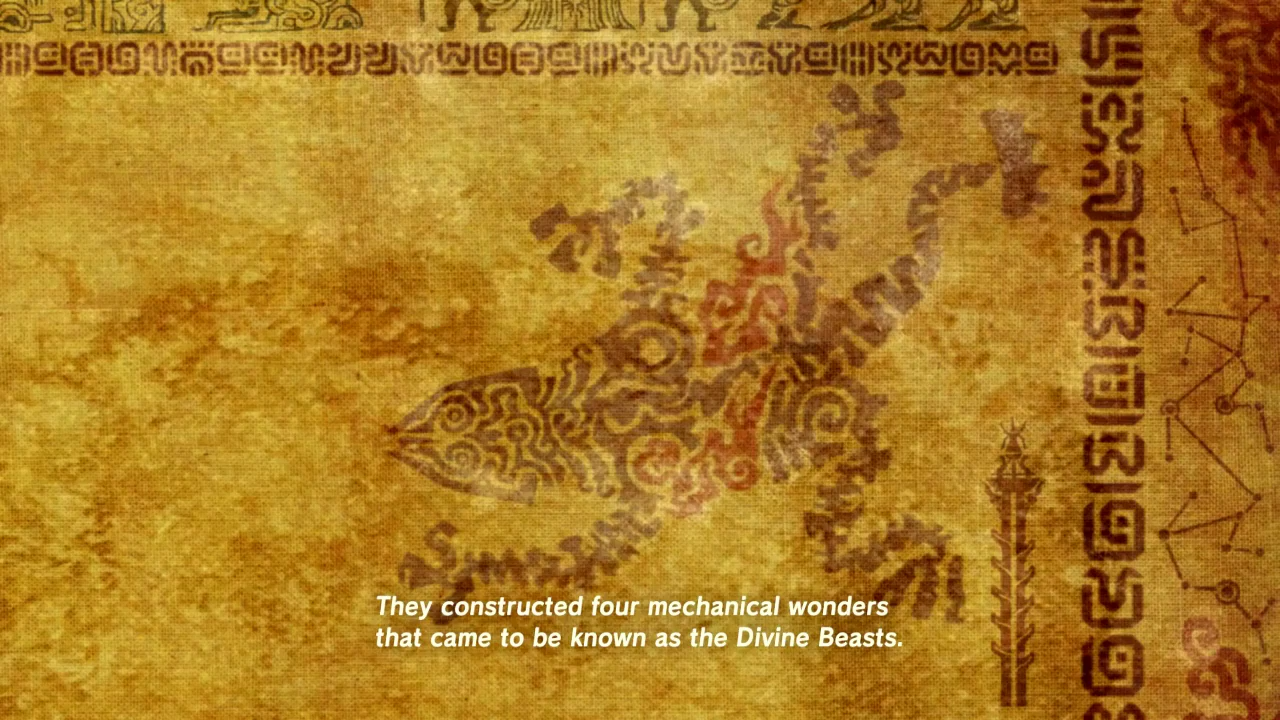 They constructed four mechanical wonders
that came to be known as the Divine Beasts.